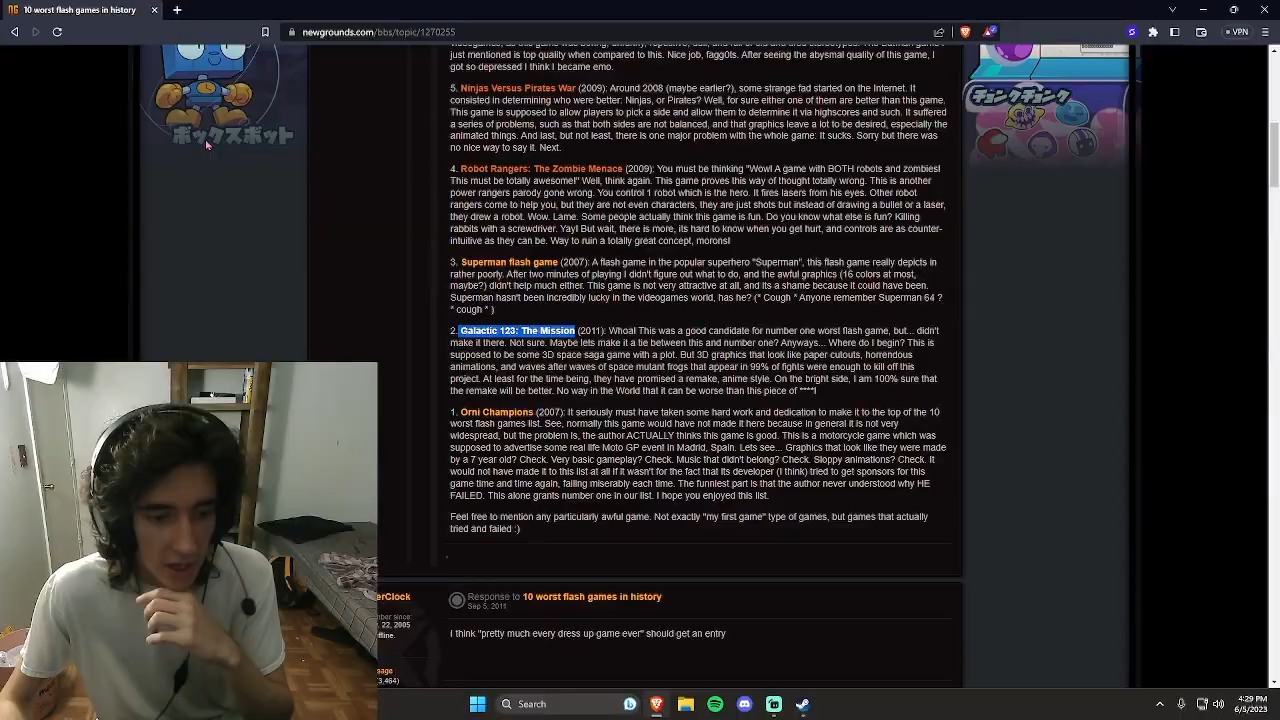 10 worst flash games in history
newgrounds.com/bbs/topic/1270255
VPN
just mentioned is top quality when compared to this. Nice job, fagg0ts. After seeing the abysmal quality of this game, I
got so depressed I think I became emo.
5. Ninjas Versus Pirates War (2009): Around 2008 (maybe earlier?), some strange fad started on the Internet. It
consisted in determining who were better: Ninjas, or Pirates? Well, for sure either one of them are better than this game.
This game is supposed to allow players to pick a side and allow them to determine it via highscores and such. It suffered
a series of problems, such as that both sides are not balanced, and that graphics leave a lot to be desired, especially the
animated things. And last, but not least, there is one major problem with the whole game: It sucks. Sorry but there was
no nice way to say it. Next.
4. Robot Rangers: The Zombie Menace (2009): You must be thinking "Wow! A game with BOTH robots and zombies!
This must be totally awesome!" Well, think again. This game proves this way of thought totally wrong. This is another
power rangers parody gone wrong. You control 1 robot which is the hero. It fires lasers from his eyes. Other robot
rangers come to help you, but they are not even characters, they are just shots but instead of drawing a bullet or a laser,
they drew a robot. Wow. Lame. Some people actually think this game is fun. Do you know what else is fun? Killing
rabbits with a screwdriver. Yay! But wait, there is more, its hard to know when you get hurt, and controls are as counter-
intuitive as they can be. Way to ruin a totally great concept, morons!
3. Superman flash game (2007): A flash game in the popular superhero "Superman", this flash game really depicts in
rather poorly. After two minutes of playing I didn't figure out what to do, and the awful graphics (16 colors at most,
maybe?) didn't help much either. This game is not very attractive at all, and its a shame because it could have been.
Superman hasn't been incredibly lucky in the videogames world, has he? (* Cough * Anyone remember Superman 64 ?
* cough * )
2. Galactic 123: The Mission (2011): Whoa! This was a good candidate for number one worst flash game, but... didn't
make it there. Not sure. Maybe lets make it a tie between this and number one? Anyways... Where do I begin? This is
supposed to be some 3D space saga game with a plot. But 3D graphics that look like paper cutouts, horrendous
animations, and waves after waves of space mutant frogs that appear in 99% of fights were enough to kill off this
project. At least for the time being, they have promised a remake, anime style. On the bright side, I am 100% sure that
the remake will be better. No way in the World that it can be worse than this piece of ****!
1. Orni Champions (2007): It seriously must have taken some hard work and dedication to make it to the top of the 10
worst flash games list. See, normally this game would have not made it here because in general it is not very
widespread, but the problem is, the author ACTUALLY thinks this game is good. This is a motorcycle game which was
supposed to advertise some real life Moto GP event in Madrid, Spain. Lets see... Graphics that look like they were made
by a 7 year old? Check. Very basic gameplay? Check. Music that didn't belong? Check. Sloppy animations? Check. It
would not have made it to this list at all if it wasn't for the fact that its developer (I think) tried to get sponsors for this
game time and time again, failing miserably each time. The funniest part is that the author never understood why HE
FAILED. This alone grants number one in our list. I hope you enjoyed this list.
Feel free to mention any particularly awful game. Not exactly "my first game" type of games, but games that actually
tried and failed :)
ボックスボット
チュンクチュンク
erClock
ber since:
22, 2005
ffline.
sage
3,464)
Response to 10 worst flash games in history
Sep 5, 2011
I think "pretty much every dress up game ever" should get an entry
Search
4:29 PM
6/5/2023